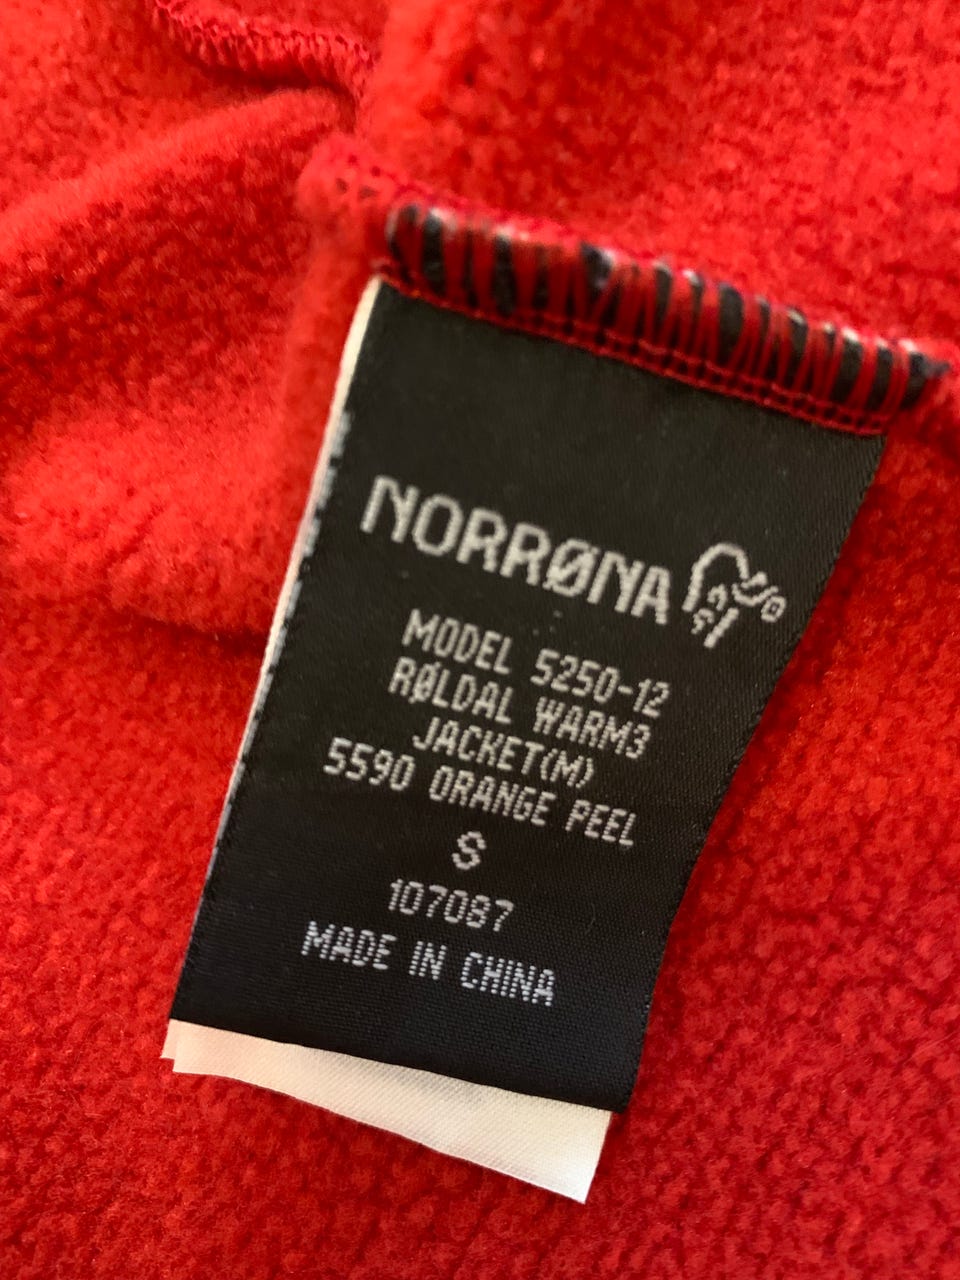 NORRØNA
MODEL 5250-12
RØLDAL WARM3
JACKET(M)
5590 ORANGE PEEL
S
107087
MADE IN CHINA